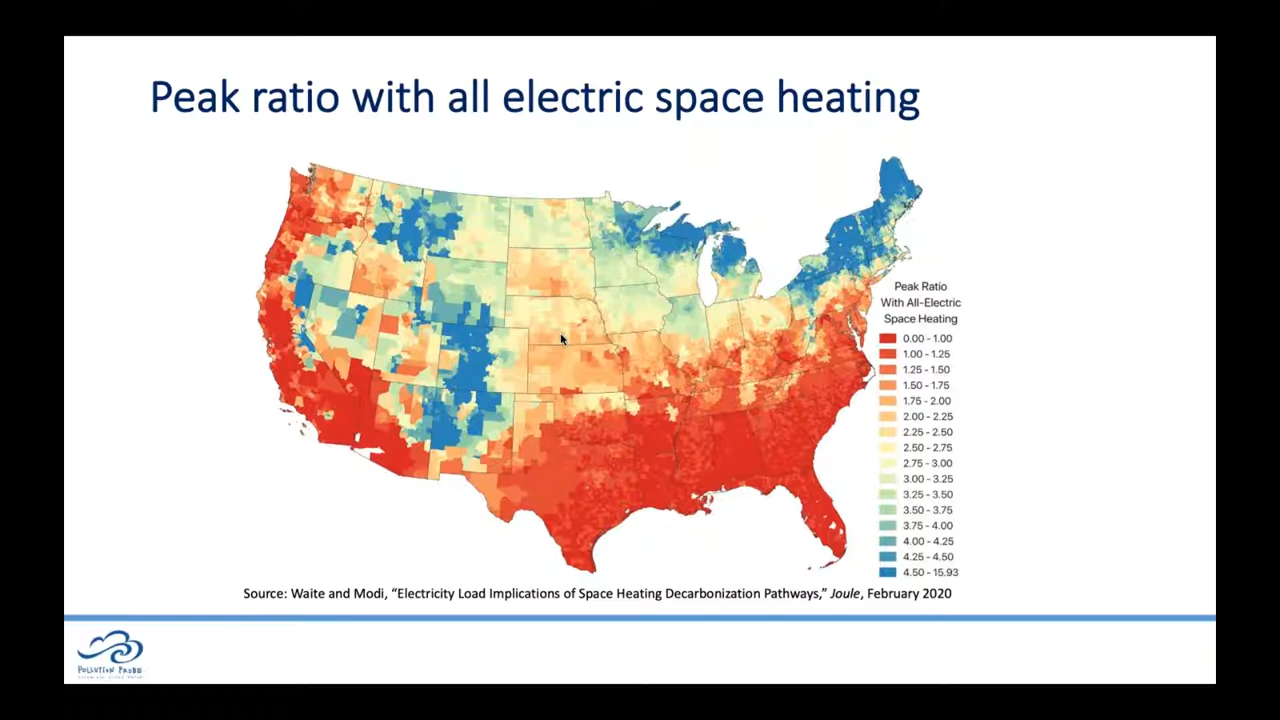 Peak ratio with all electric space heating
Peak Ratio
With All-Electric
Space Heating
0.00 - 1.00
1.00 - 1.25
1.25 - 1.50
1.50 - 1.75
1.75 - 2.00
2.00 - 2.25
2.25 - 2.50
2.50 - 2.75
2.75 - 3.00
3.00 - 3.25
3.25 - 3.50
3.50 - 3.75
3.75 - 4.00
4.00 - 4.25
4.25 - 4.50
4.50 - 15.93
Source: Waite and Modi, “Electricity Load Implications of Space Heating Decarbonization Pathways,” Joule, February 2020
POLLUTION PROBE